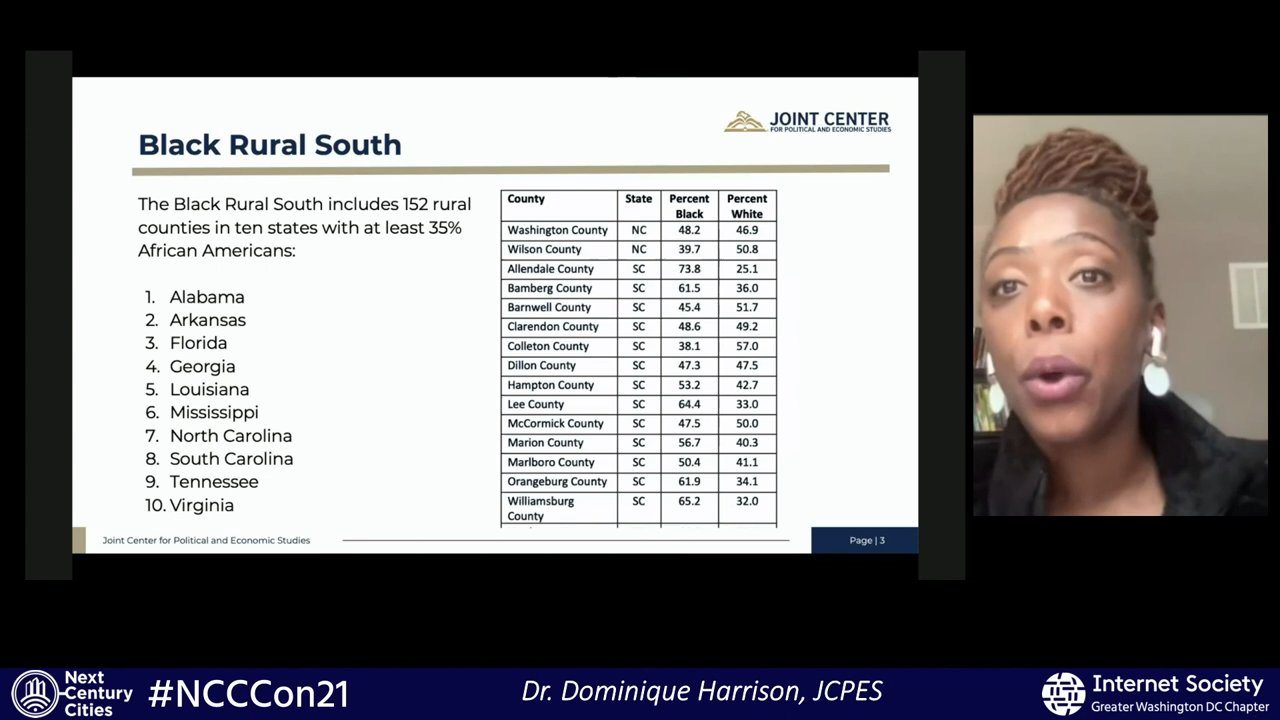 JOINT CENTER
FOR POLITICAL AND ECONOMIC STUDIES
Black Rural South
The Black Rural South includes 152 rural
counties in ten states with at least 35%
African Americans:
1. Alabama
2. Arkansas
3. Florida
4. Georgia
5. Louisiana
6. Mississippi
7. North Carolina
8. South Carolina
9. Tennessee
10. Virginia
County State Percent Black Percent White
Washington County NC 48.2 46.9
Wilson County NC 39.7 50.8
Allendale County SC 73.8 25.1
Bamberg County SC 61.5 36.0
Barnwell County SC 45.4 51.7
Clarendon County SC 48.6 49.2
Colleton County SC 38.1 57.0
Dillon County SC 47.3 47.5
Hampton County SC 53.2 42.7
Lee County SC 64.4 33.0
McCormick County SC 47.5 50.0
Marion County SC 56.7 40.3
Marlboro County SC 50.4 41.1
Orangeburg County SC 61.9 34.1
Williamsburg County SC 65.2 32.0
Joint Center for Political and Economic Studies
Page | 3
Next
Century
Cities
#NCCCon21
Dr. Dominique Harrison, JCPES
Internet Society
Greater Washington DC Chapter